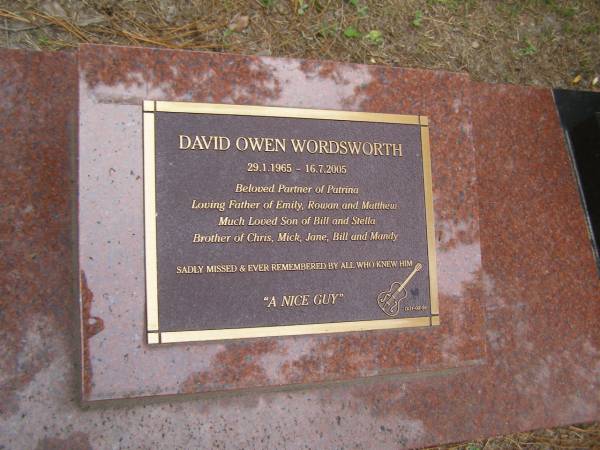 DAVID OWEN WORDSWORTH
29.1.1965 - 16.7.2005
Beloved Partner of Patrina
Loving Father of Emily, Rowan and Matthew
Much Loved Son of Bill and Stella
Brother of Chris, Mick, Jane, Bill and Mandy
SADLY MISSED & EVER REMEMBERED BY ALL WHO KNEW HIM
"A NICE GUY"